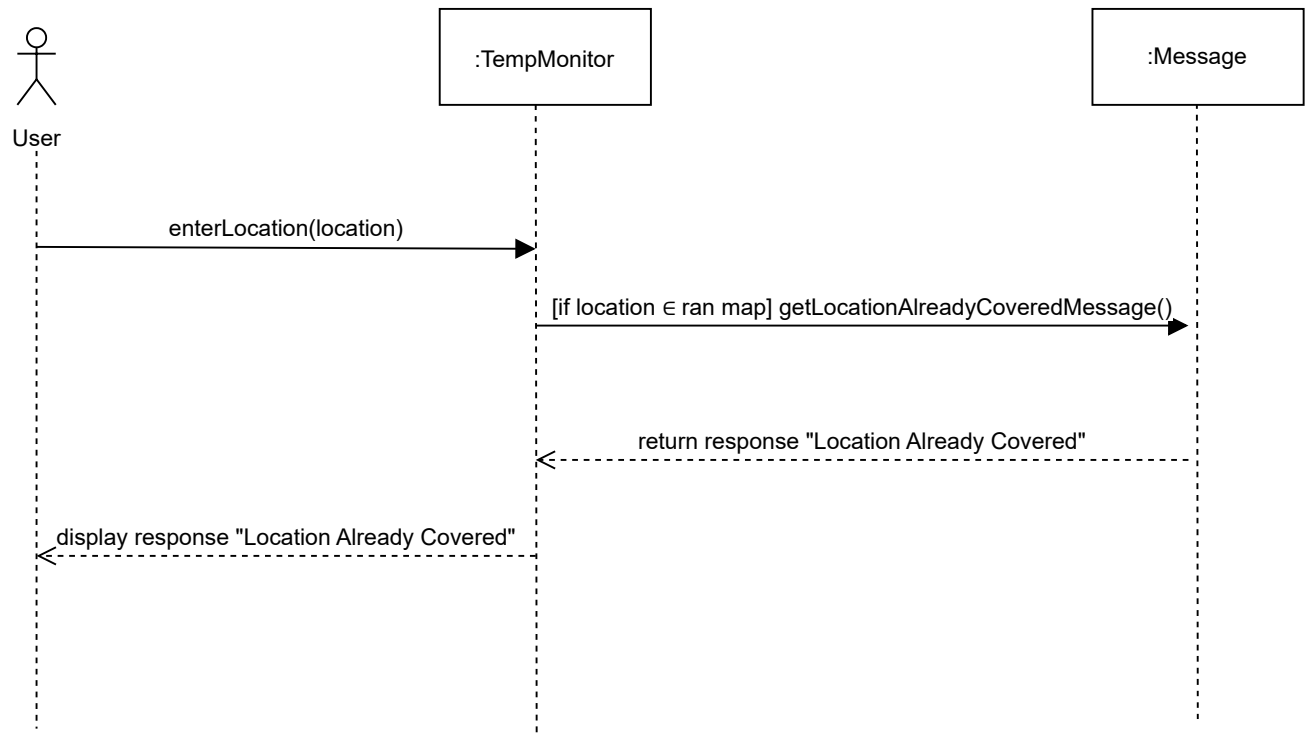 :TempMonitor
:Message
User
enterLocation(location)
[if location ∈ ran map] getLocationAlreadyCoveredMessage()
return response "Location Already Covered"
display response "Location Already Covered"